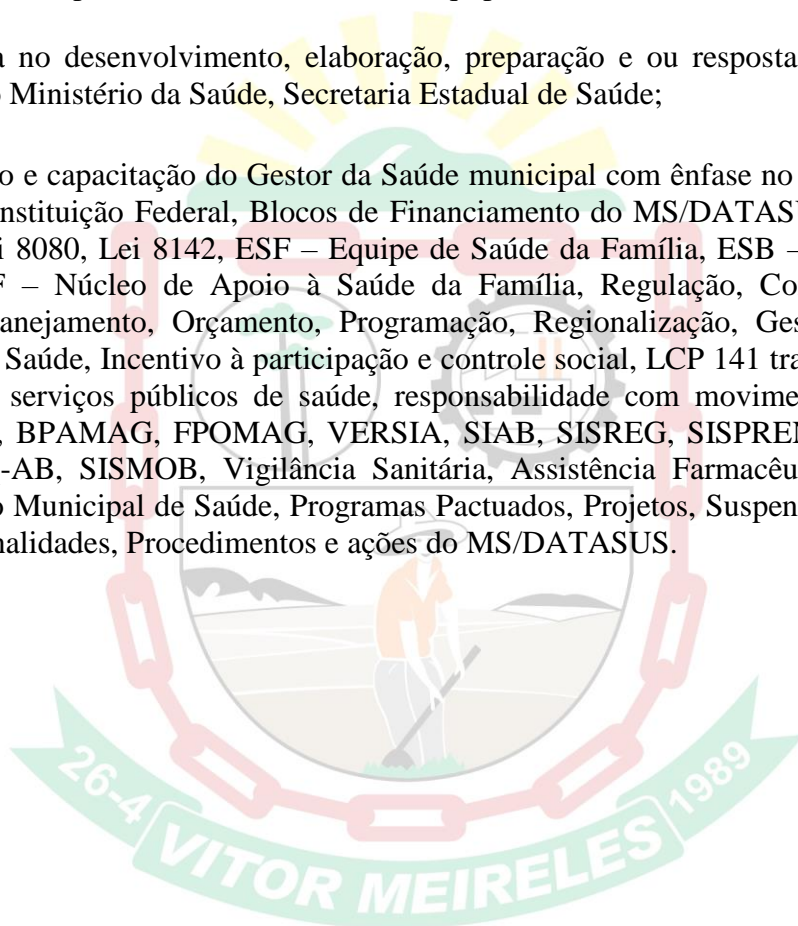 no desenvolvimento, elaboração, preparação e ou resposta
Ministério da Saúde, Secretaria Estadual de Saúde;
o e capacitação do Gestor da Saúde municipal com ênfase no
nstituição Federal, Blocos de Financiamento do MS/DATASU
i 8080, Lei 8142, ESF – Equipe de Saúde da Família, ESB –
F – Núcleo de Apoio à Saúde da Família, Regulação, Co
anejamento, Orçamento, Programação, Regionalização, Ges
Saúde, Incentivo à participação e controle social, LCP 141 tra
serviços públicos de saúde, responsabilidade com movime
, BPAMAG, FPOMAG, VERSIA, SIAB, SISREG, SISPREN
-AB, SISMOB, Vigilância Sanitária, Assistência Farmacêu
o Municipal de Saúde, Programas Pactuados, Projetos, Suspen
nalidades, Procedimentos e ações do MS/DATASUS.
26-4 1989
VITOR MEIRELES